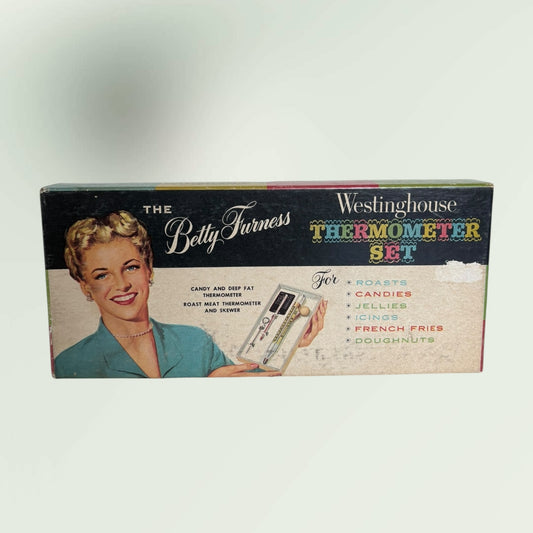 THE
Betty Furness
Westinghouse
THERMOMETER
SET
CANDY AND DEEP FAT
THERMOMETER
ROAST MEAT THERMOMETER
AND SKEWER
For
* ROASTS
* CANDIES
* JELLIES
* ICINGS
* FRENCH FRIES
* DOUGHNUTS